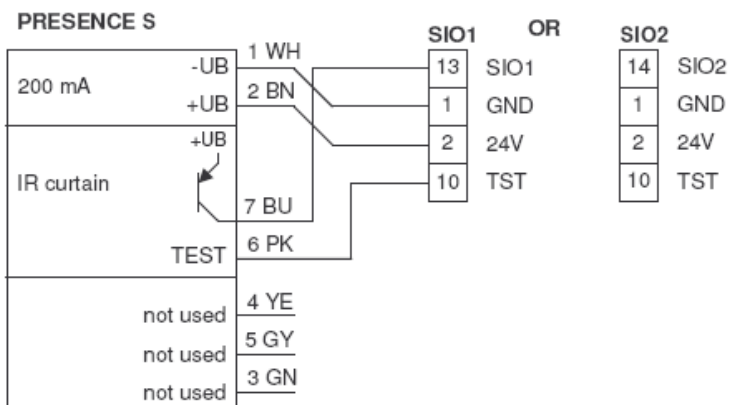 PRESENCE S
SIO1 OR SIO2
200 mA -UB 1 WH 13 SIO1 14 SIO2
+UB 2 BN 1 GND 1 GND
+UB 2 24V 2 24V
IR curtain 10 TST 10 TST
7 BU
TEST 6 PK
not used 4 YE
not used 5 GY
not used 3 GN